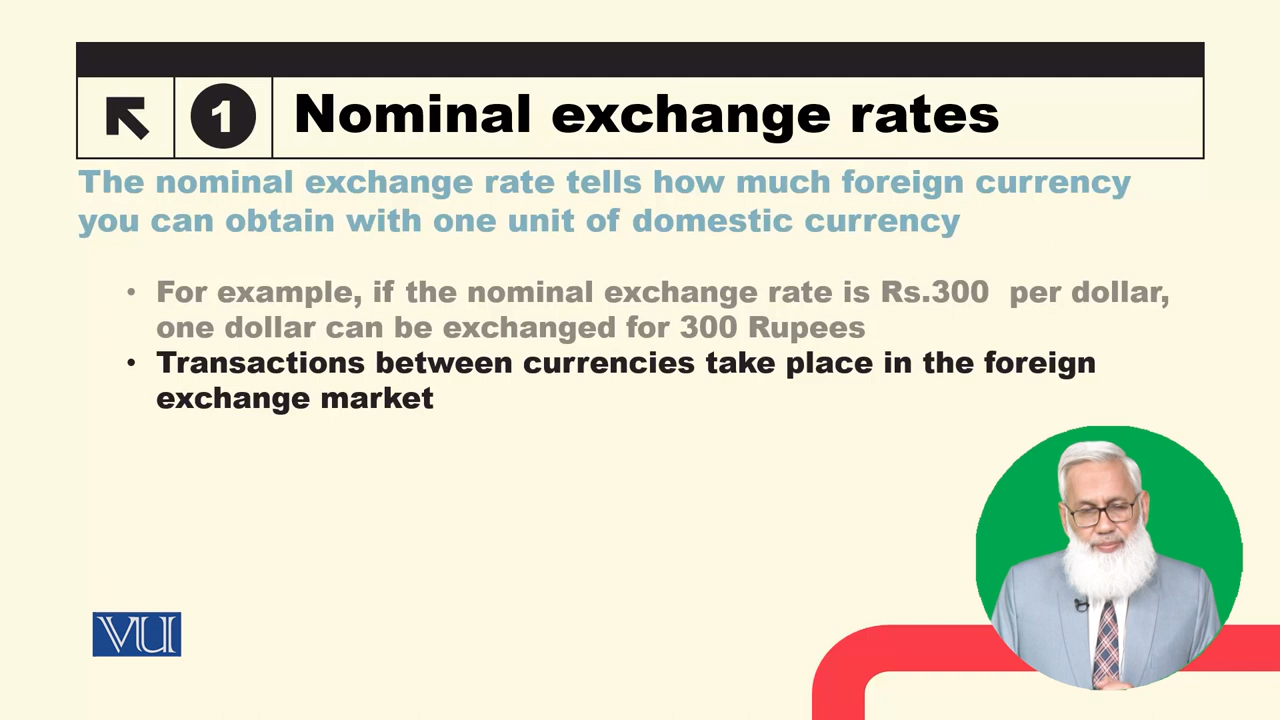 1 Nominal exchange rates
The nominal exchange rate tells how much foreign currency
you can obtain with one unit of domestic currency
• For example, if the nominal exchange rate is Rs.300 per dollar,
one dollar can be exchanged for 300 Rupees
• Transactions between currencies take place in the foreign
exchange market
VU